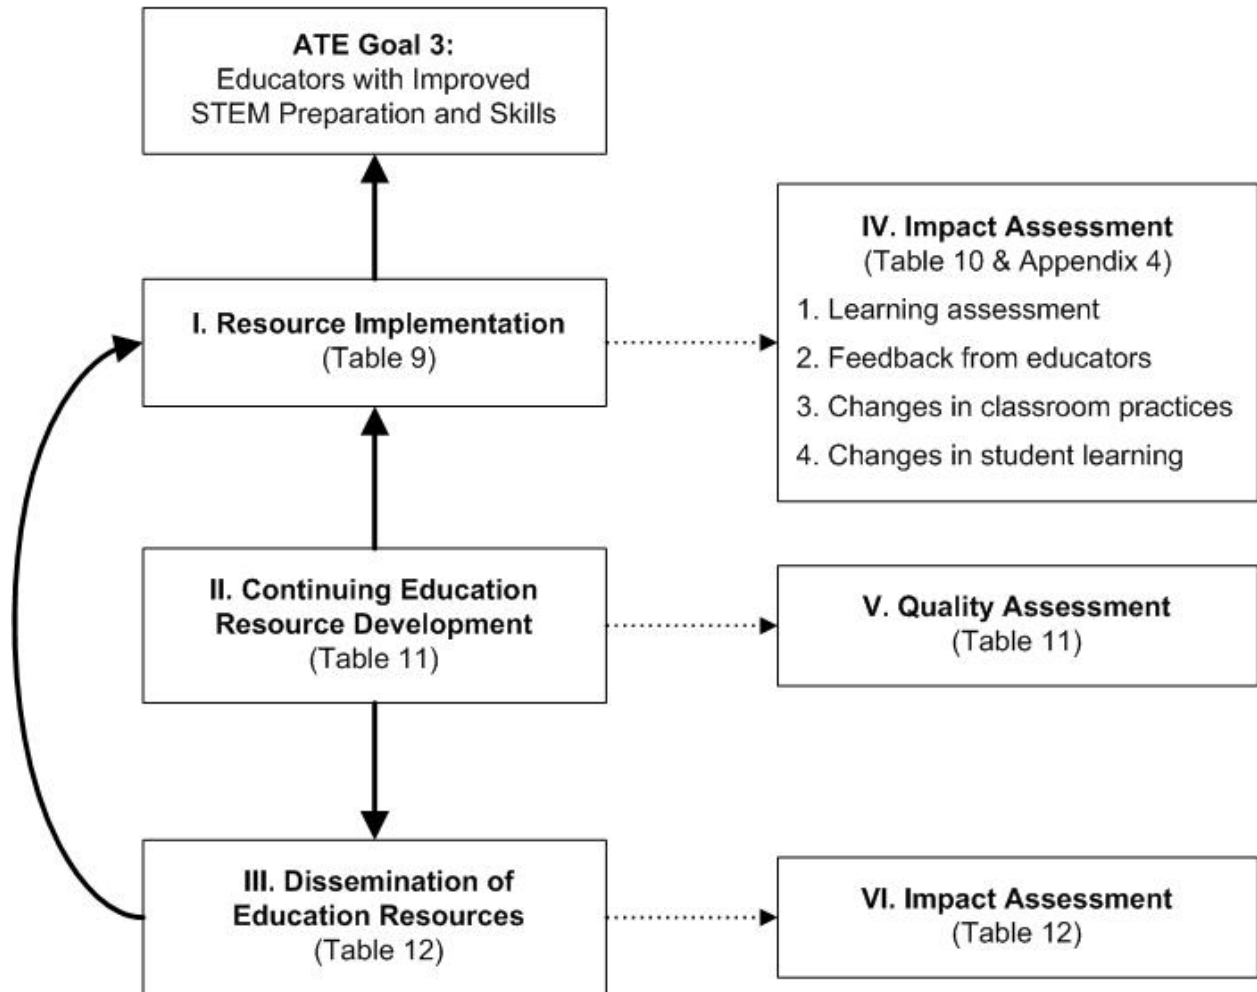 ATE Goal 3:
Educators with Improved
STEM Preparation and Skills
I. Resource Implementation
(Table 9)
IV. Impact Assessment
(Table 10 & Appendix 4)
1. Learning assessment
2. Feedback from educators
3. Changes in classroom practices
4. Changes in student learning
II. Continuing Education
Resource Development
(Table 11)
V. Quality Assessment
(Table 11)
III. Dissemination of
Education Resources
(Table 12)
VI. Impact Assessment
(Table 12)